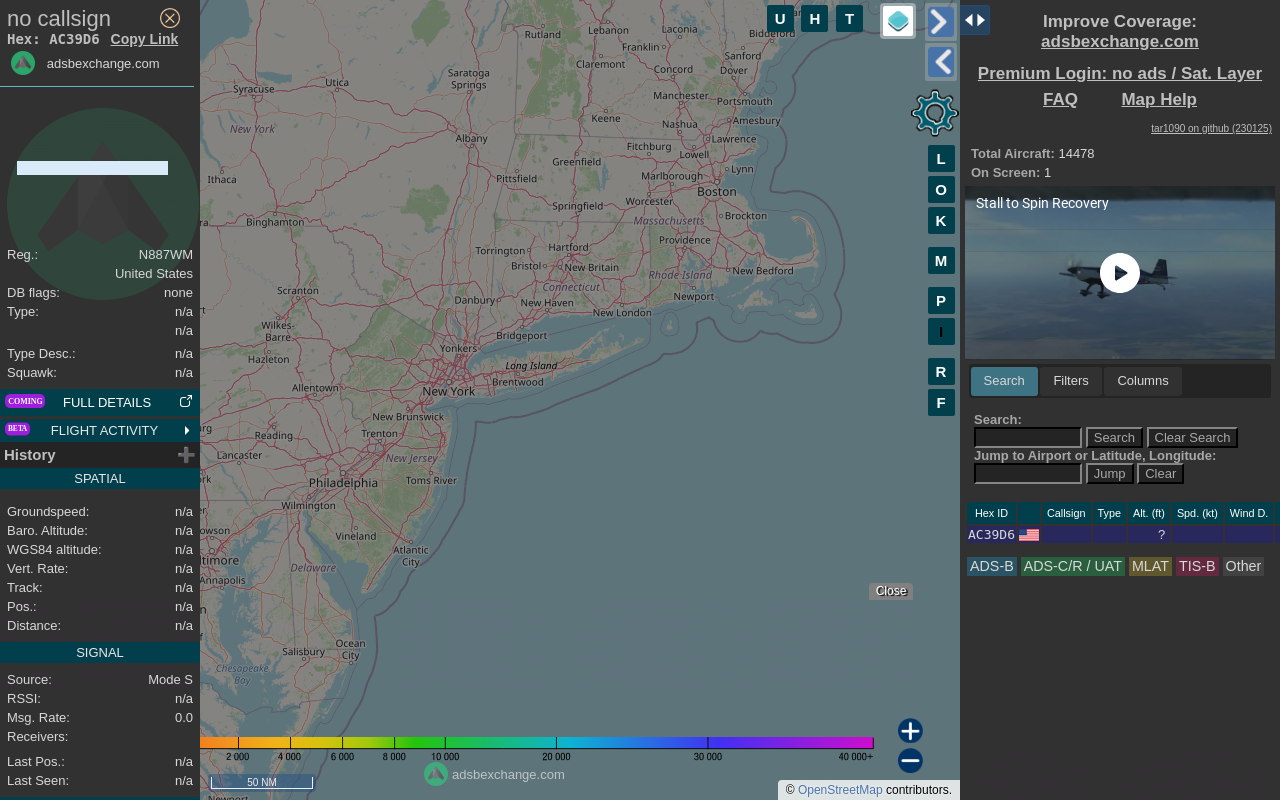 no callsign
Hex: AC39D6 Copy Link
adsbexchange.com
Reg.: N887WM
United States
DB flags: none
Type: n/a
n/a
Type Desc.: n/a
Squawk: n/a
COMING FULL DETAILS
BETA FLIGHT ACTIVITY
History
SPATIAL
Groundspeed: n/a
Baro. Altitude: n/a
WGS84 altitude: n/a
Vert. Rate: n/a
Track: n/a
Pos.: n/a
Distance: n/a
SIGNAL
Source: Mode S
RSSI: n/a
Msg. Rate: 0.0
Receivers:
Last Pos.: n/a
Last Seen: n/a
U H T
L
O
K
M
P
I
R
F
Rutland
Lebanon
Laconia
Biddeford
Franklin
Sanford
Claremont
Concord
Dover
Utica
Syracuse
Saratoga
Springs
Manchester
Portsmouth
Keene
Nashua
Amesbury
New York
Albany
Fitchburg
Lawrence
Greenfield
Lowell
Lynn
Ithaca
Pittsfield
Marlborough
Boston
Worcester
Springfield
Massachusetts
Brockton
Binghamton
Torrington
Hartford
Providence
Bristol
New Britain
New Bedford
Rhode Island
Connecticut
Scranton
Danbury
New Haven
Newport
New London
Wilkes-
Barre
Bridgeport
Hazleton
Yonkers
Long Island
Allentown
New York
Brentwood
New Brunswick
Reading
Trenton
Lancaster
New Jersey
Philadelphia
Toms River
Wilmington
Vineland
Atlantic
City
Delaware
Annapolis
Ocean
City
Salisbury
Chesapeake
Bay
Newport
Close
2 000 4 000 6 000 8 000 10 000 20 000 30 000 40 000+
50 NM
adsbexchange.com
© OpenStreetMap contributors.
Improve Coverage:
adsbexchange.com
Premium Login: no ads / Sat. Layer
FAQ Map Help
tar1090 on github (230125)
Total Aircraft: 14478
On Screen: 1
Stall to Spin Recovery
Search Filters Columns
Search:
Search Clear Search
Jump to Airport or Latitude, Longitude:
Jump Clear
Hex ID Callsign Type Alt. (ft) Spd. (kt) Wind D.
AC39D6 ?
ADS-B ADS-C/R / UAT MLAT TIS-B Other